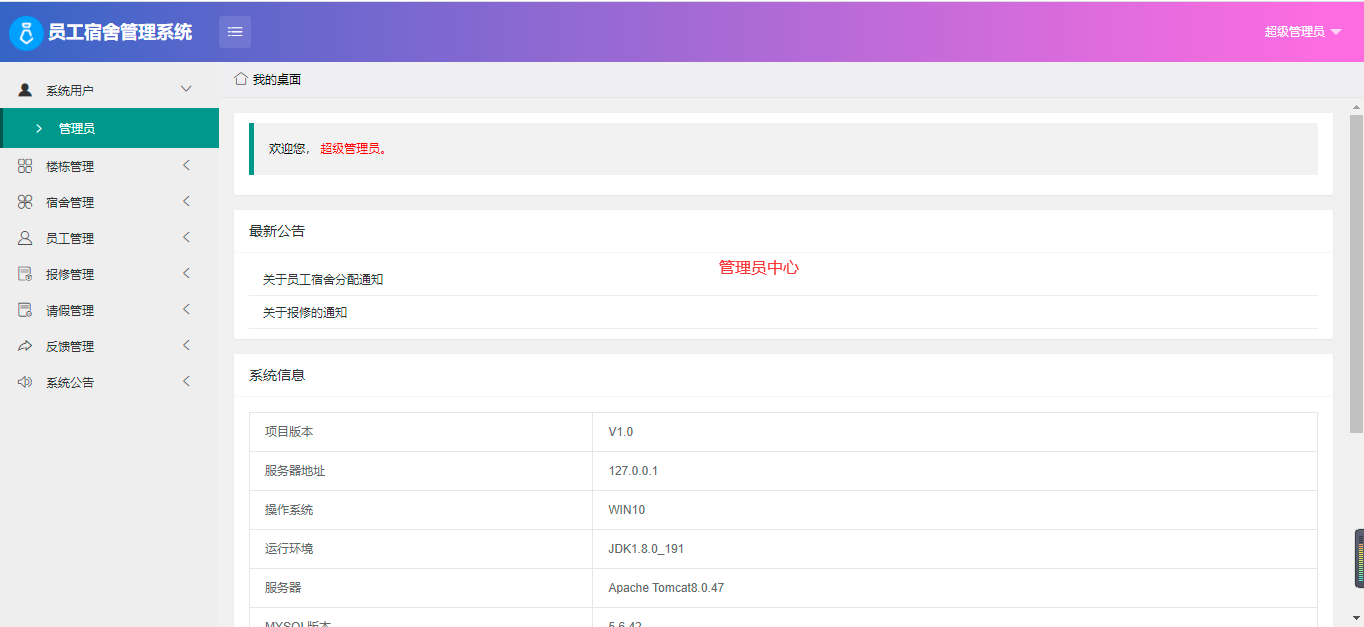 员工宿舍管理系统
超级管理员
系统用户
管理员
楼栋管理
宿舍管理
员工管理
报修管理
请假管理
反馈管理
系统公告
我的桌面
欢迎您， 超级管理员。
最新公告
管理员中心
关于员工宿舍分配通知
关于报修的通知
系统信息
项目版本 V1.0
服务器地址 127.0.0.1
操作系统 WIN10
运行环境 JDK1.8.0_191
服务器 Apache Tomcat8.0.47
MYSQL版本 5.6.42